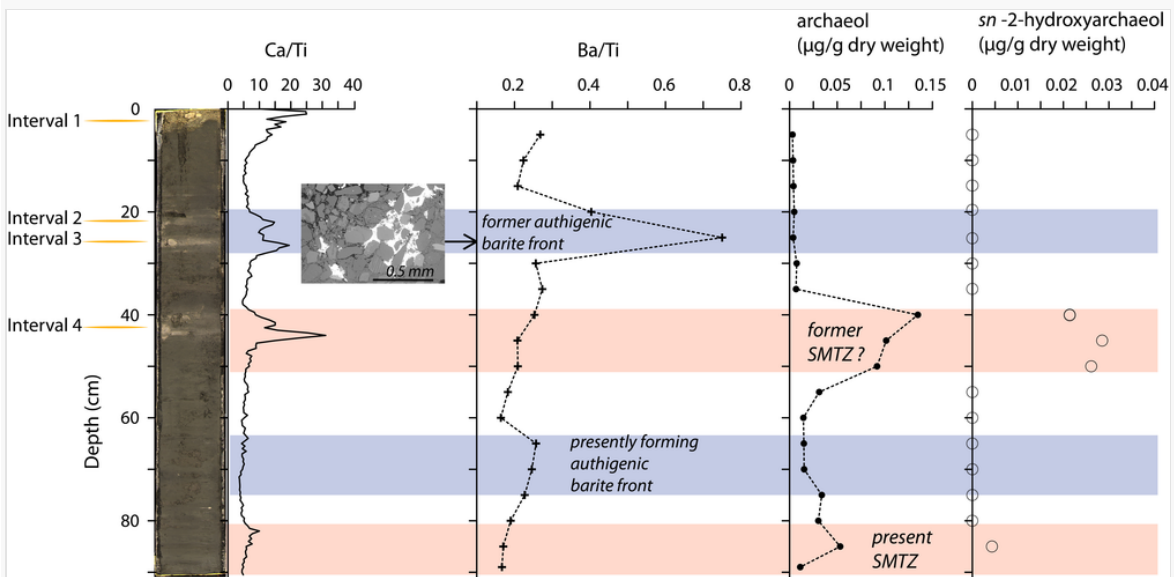 Ca/Ti
Ba/Ti
archaeol
(µg/g dry weight)
sn -2-hydroxyarchaeol
(µg/g dry weight)
0 10 20 30 40
0.2 0.4 0.6 0.8
0 0.05 0.1 0.15
0 0.01 0.02 0.03 0.04
0
Interval 1
20
Interval 2
Interval 3
former authigenic
barite front
0.5 mm
40
Interval 4
former
SMTZ ?
Depth (cm)
60
presently forming
authigenic
barite front
80
present
SMTZ